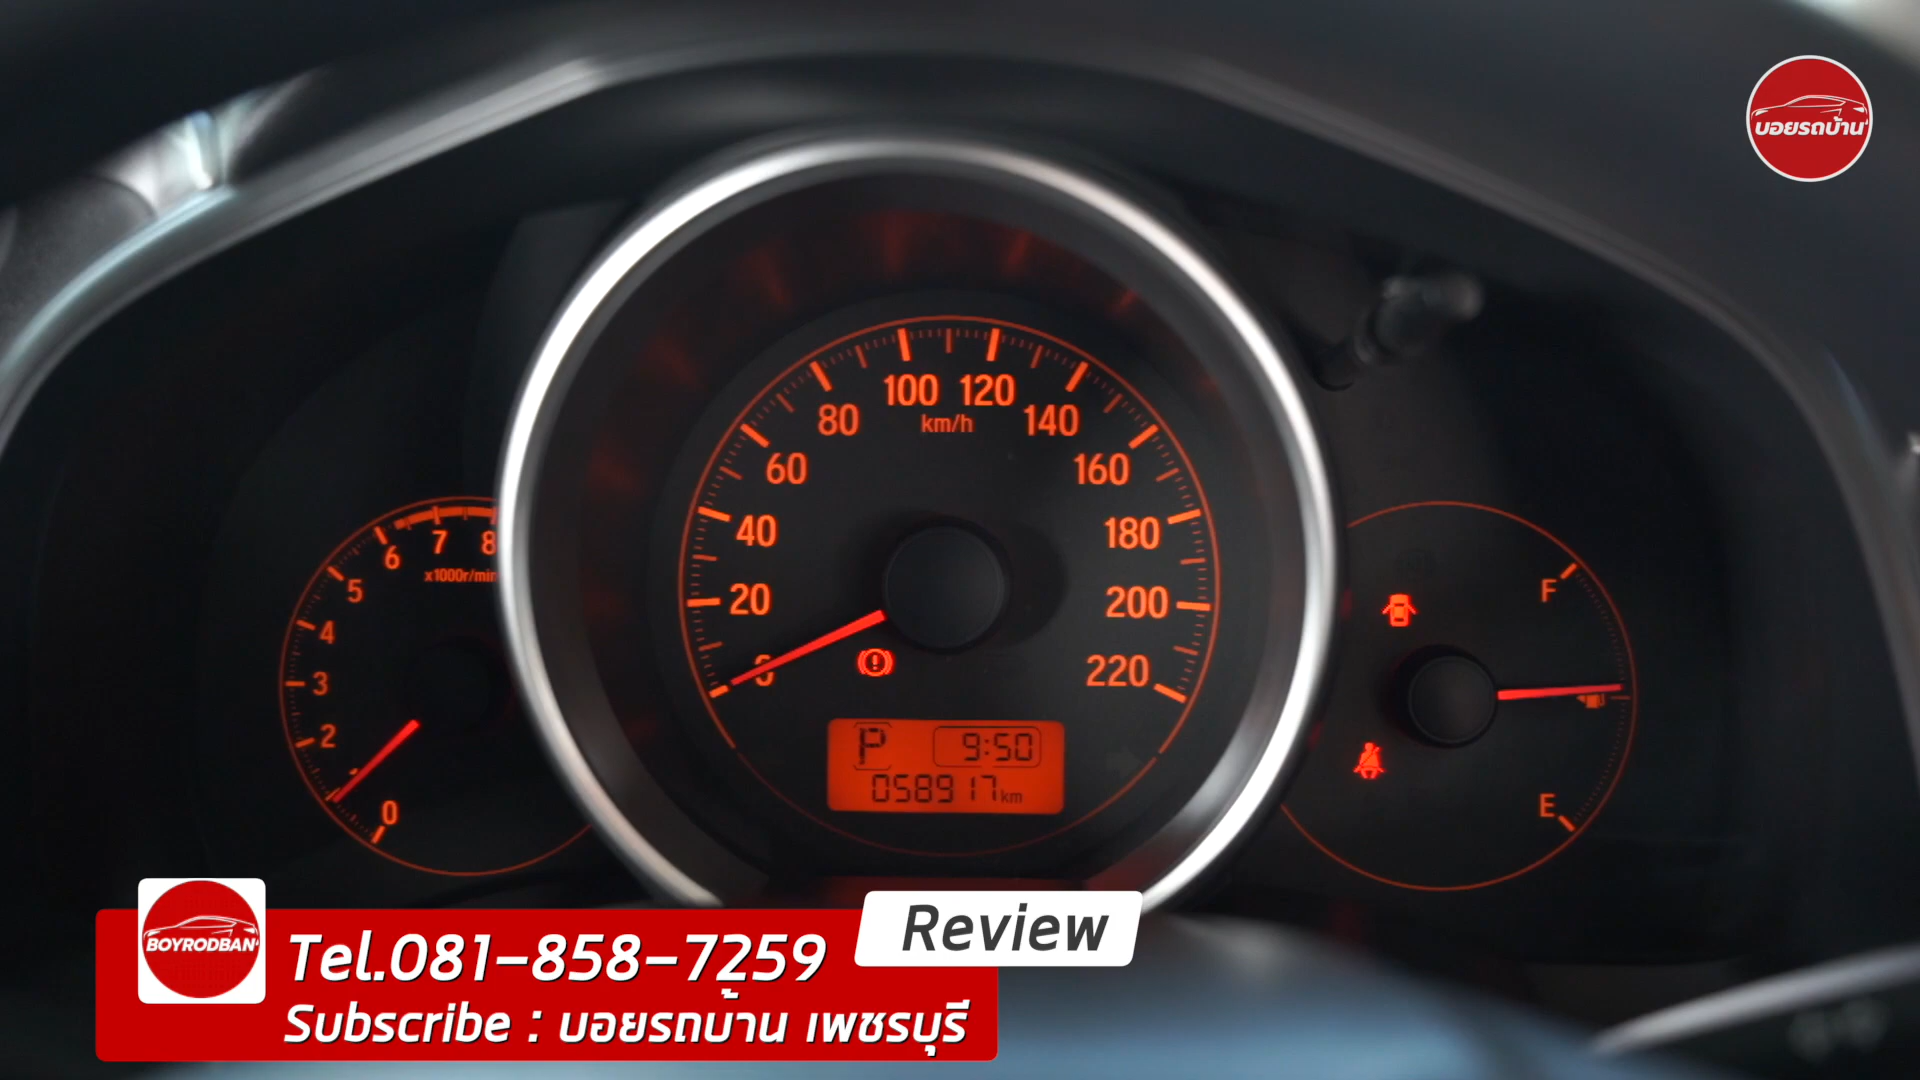 บอยรถบ้าน
100 120
80 140
km/h
60 160
40 180
20 200
0 220
6 7 8
x1000r/min
5
4
3
2
0
F
E
P 9:50
058917km
Review
BOYRODBAN
Tel.081-858-7259
Subscribe : บอยรถบ้าน เพชรบุรี